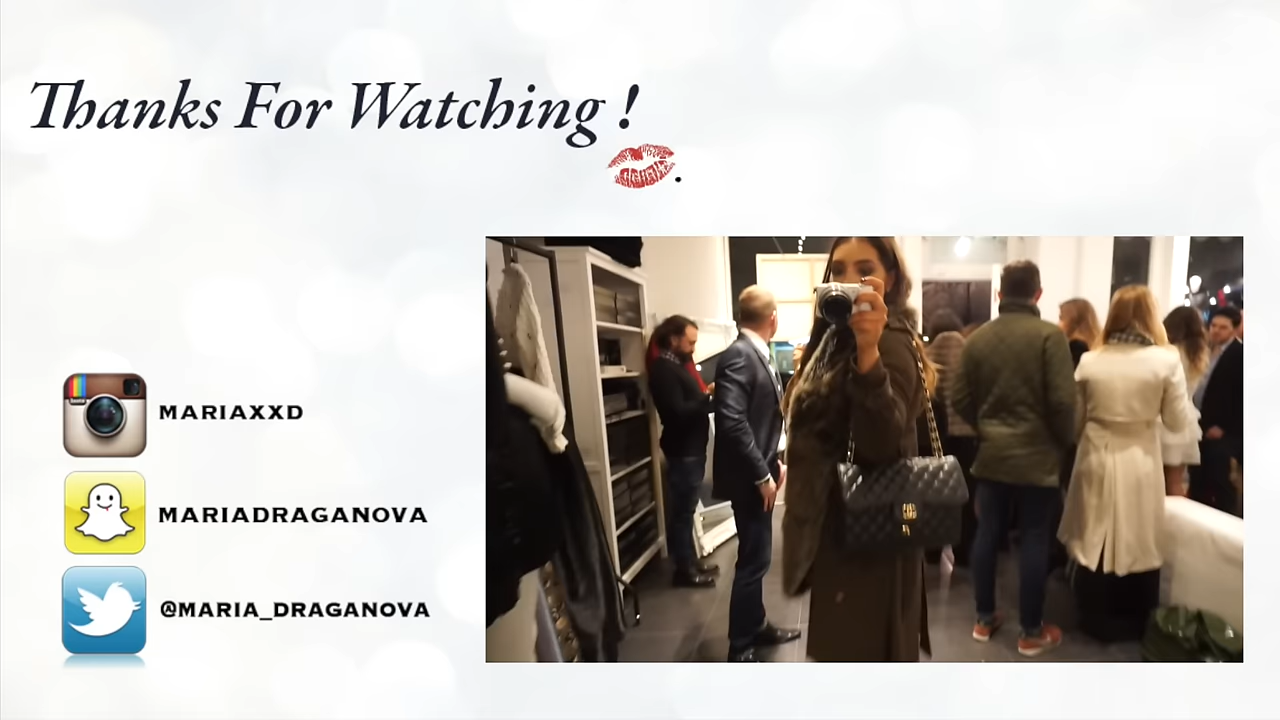 Thanks For Watching !
.
MARIAXXD
MARIADRAGANOVA
@MARIA_DRAGANOVA